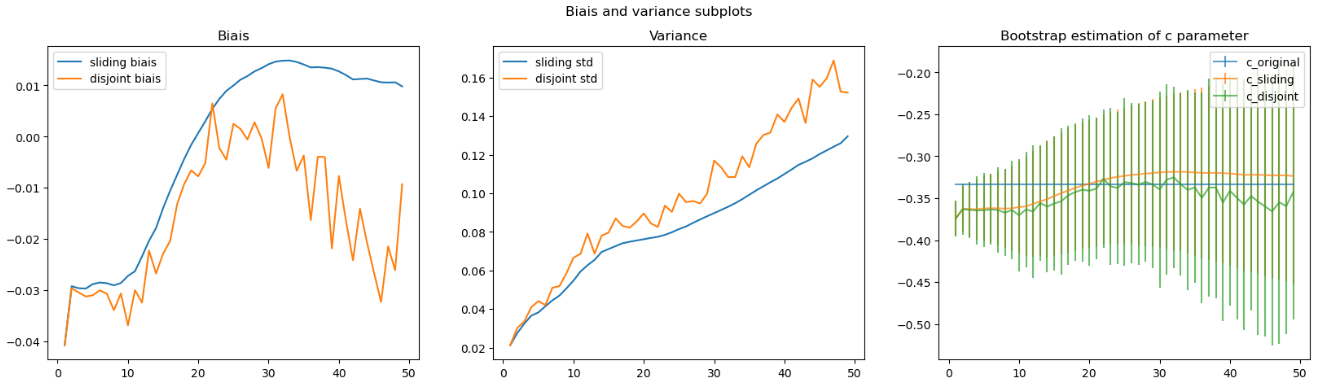 Biais and variance subplots
Biais
sliding biais
disjoint biais
0.01
0.00
−0.01
−0.02
−0.03
−0.04
0 10 20 30 40 50
Variance
sliding std
disjoint std
0.16
0.14
0.12
0.10
0.08
0.06
0.04
0.02
0 10 20 30 40 50
Bootstrap estimation of c parameter
c_original
c_sliding
c_disjoint
−0.20
−0.25
−0.30
−0.35
−0.40
−0.45
−0.50
0 10 20 30 40 50